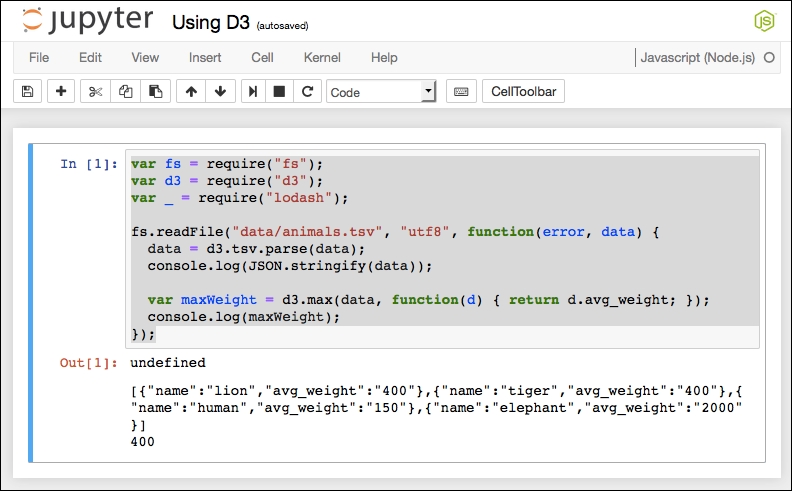 jupyter Using D3 (autosaved)
JS
File Edit View Insert Cell Kernel Help Javascript (Node.js)
Code CellToolbar
In [1]: var fs = require("fs");
var d3 = require("d3");
var _ = require("lodash");
fs.readFile("data/animals.tsv", "utf8", function(error, data) {
data = d3.tsv.parse(data);
console.log(JSON.stringify(data));
var maxWeight = d3.max(data, function(d) { return d.avg_weight; });
console.log(maxWeight);
});
Out[1]: undefined
[{"name":"lion","avg_weight":"400"},{"name":"tiger","avg_weight":"400"},{
"name":"human","avg_weight":"150"},{"name":"elephant","avg_weight":"2000"
}]
400